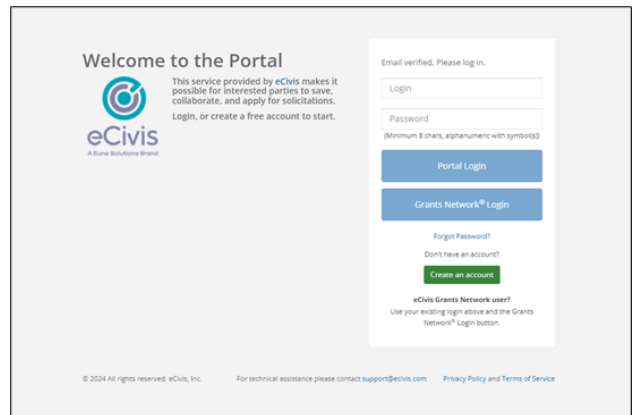 Welcome to the Portal
eCivis
A Euna Solutions Brand
This service provided by eCivis makes it
possible for interested parties to save,
collaborate, and apply for solicitations.
Login, or create a free account to start.
Email verified. Please log in.
Login
Password
(Minimum 8 chars, alphanumeric with symbol(s))
Portal Login
Grants Network® Login
Forgot Password?
Don't have an account?
Create an account
eCivis Grants Network user?
Use your existing login above and the Grants
Network® Login button.
© 2024 All rights reserved. eCivis, Inc. For technical assistance please contact support@ecivis.com Privacy Policy and Terms of Service